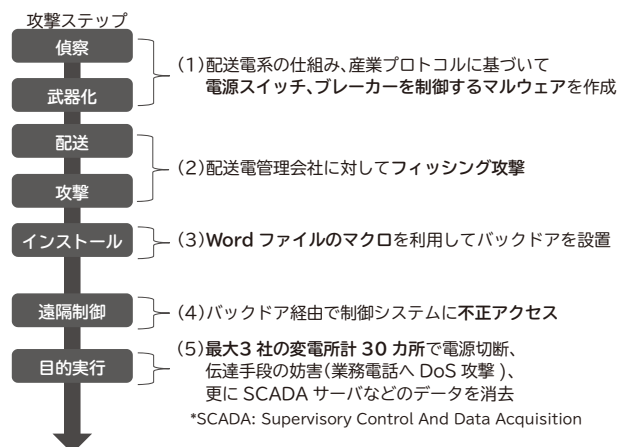 攻撃ステップ
偵察
武器化
(1)配送電系の仕組み、産業プロトコルに基づいて
電源スイッチ、ブレーカーを制御するマルウェアを作成
配送
攻撃
(2)配送電管理会社に対してフィッシング攻撃
インストール
(3)Word ファイルのマクロを利用してバックドアを設置
遠隔制御
(4)バックドア経由で制御システムに不正アクセス
目的実行
(5)最大3 社の変電所計 30 カ所で電源切断、
伝達手段の妨害(業務電話へ DoS 攻撃 )、
更に SCADA サーバなどのデータを消去
*SCADA: Supervisory Control And Data Acquisition